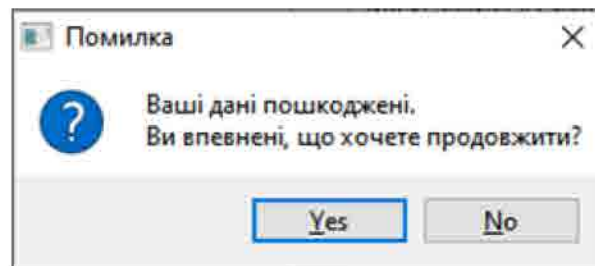 Помилка
Ваші дані пошкоджені.
Ви впевнені, що хочете продовжити?
Yes No